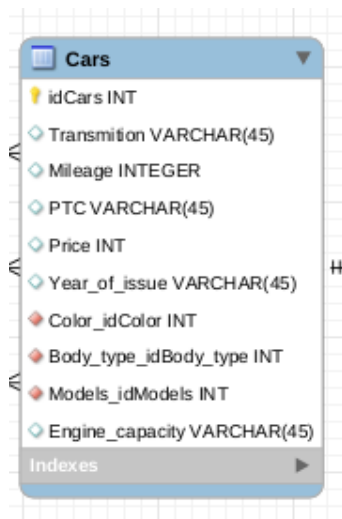 Cars
idCars INT
Transmition VARCHAR(45)
Mileage INTEGER
PTC VARCHAR(45)
Price INT
Year_of_issue VARCHAR(45)
Color_idColor INT
Body_type_idBody_type INT
Models_idModels INT
Engine_capacity VARCHAR(45)
Indexes